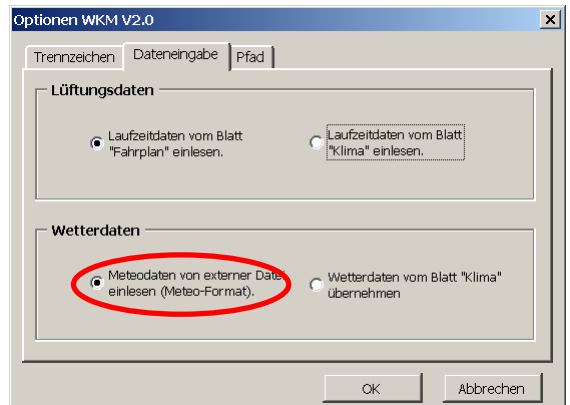 Optionen WKM V2.0
Trennzeichen Dateneingabe Pfad
Lüftungsdaten
Laufzeitdaten vom Blatt
"Fahrplan" einlesen.
Laufzeitdaten vom Blatt
"Klima" einlesen.
Wetterdaten
Meteodaten von externer Datei
einlesen (Meteo-Format).
Wetterdaten vom Blatt "Klima"
übernehmen
OK Abbrechen